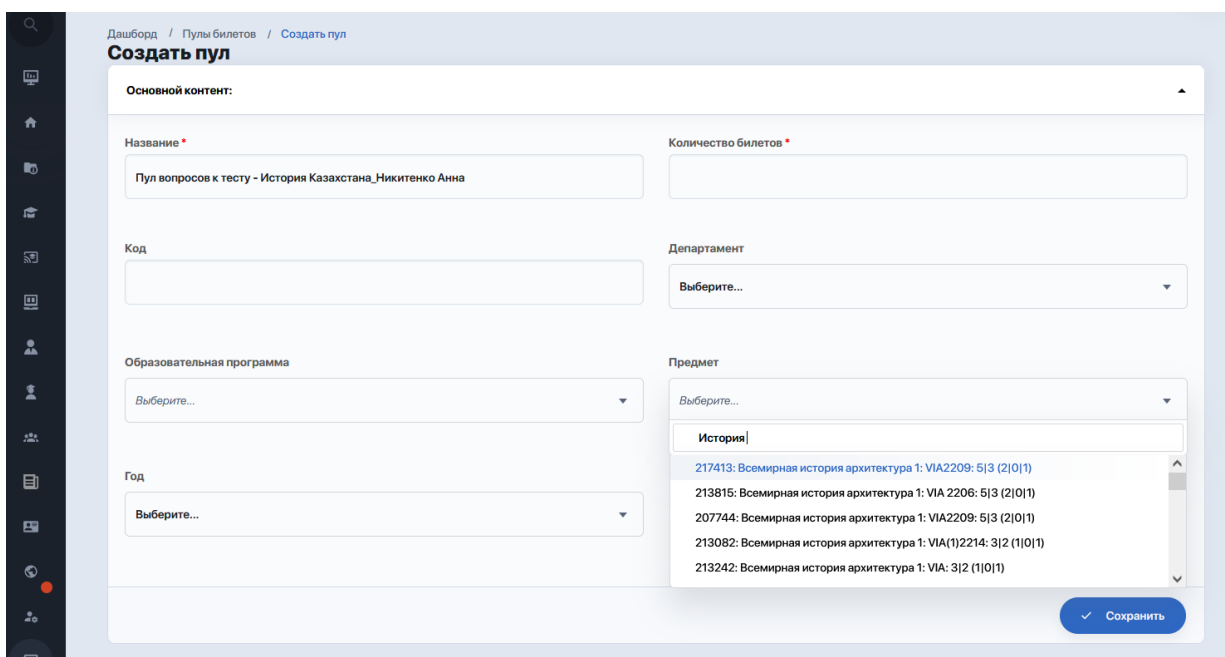 Дашборд / Пулы билетов / Создать пул
Создать пул
Основной контент:
Название *
Количество билетов *
Пул вопросов к тесту - История Казахстана_Никитенко Анна
Код
Департамент
Выберите...
Образовательная программа
Предмет
Выберите...
Выберите...
История
217413: Всемирная история архитектура 1: VIA2209: 5|3 (2|0|1)
213815: Всемирная история архитектура 1: VIA 2206: 5|3 (2|0|1)
207744: Всемирная история архитектура 1: VIA2209: 5|3 (2|0|1)
213082: Всемирная история архитектура 1: VIA(1)2214: 3|2 (1|0|1)
213242: Всемирная история архитектура 1: VIA: 3|2 (1|0|1)
Год
Выберите...
Сохранить